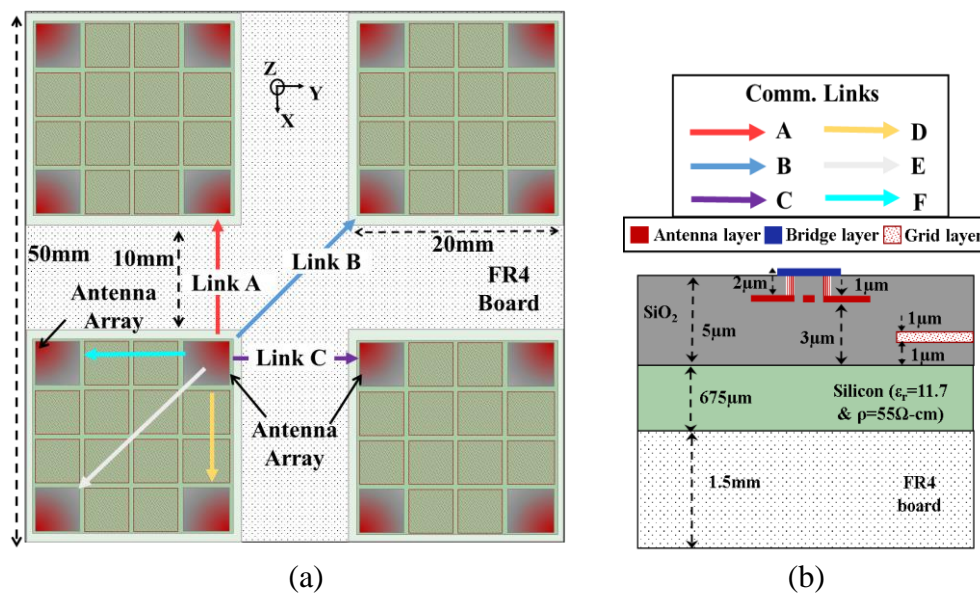 Z
Y
X
50mm
10mm
20mm
Link A
Link B
FR4
Board
Antenna
Array
Link C
Antenna
Array
(a)
Comm. Links
A D
B E
C F
Antenna layer Bridge layer Grid layer
2μm 1μm
SiO₂
1μm
5μm
3μm
1μm
675μm
Silicon (εᵣ=11.7
& ρ=55Ω-cm)
1.5mm
FR4
board
(b)